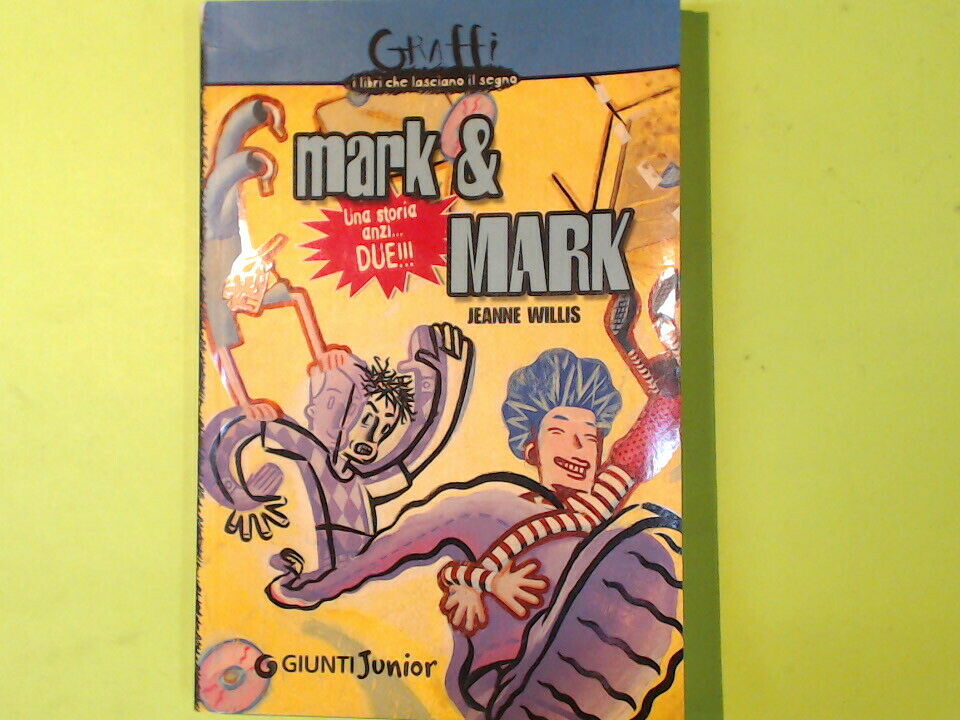 Graffi
i libri che lasciano il segno
mark &
MARK
Una storia
anzi...
DUE!!!
JEANNE WILLIS
GIUNTI Junior